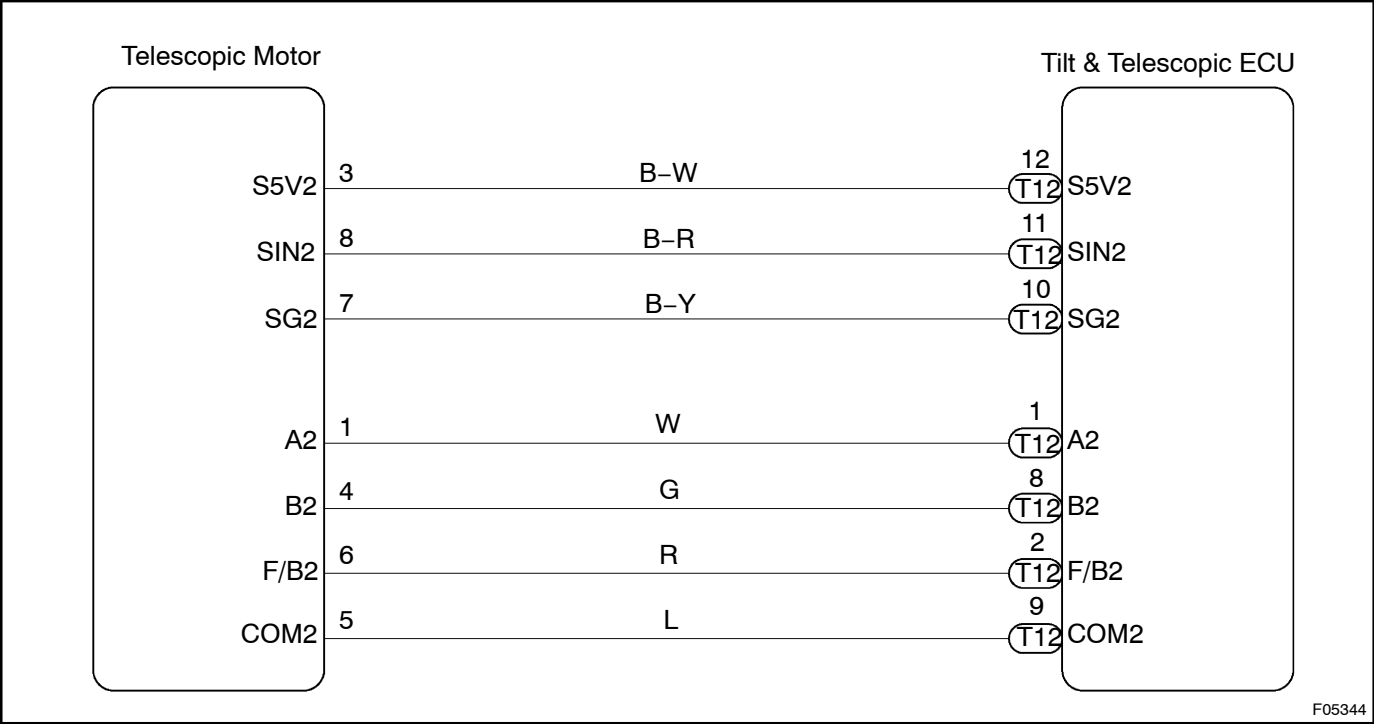 Telescopic Motor
Tilt & Telescopic ECU
S5V2 3 B–W 12 T12 S5V2
SIN2 8 B–R 11 T12 SIN2
SG2 7 B–Y 10 T12 SG2
A2 1 W 1 T12 A2
B2 4 G 8 T12 B2
F/B2 6 R 2 T12 F/B2
COM2 5 L 9 T12 COM2
F05344